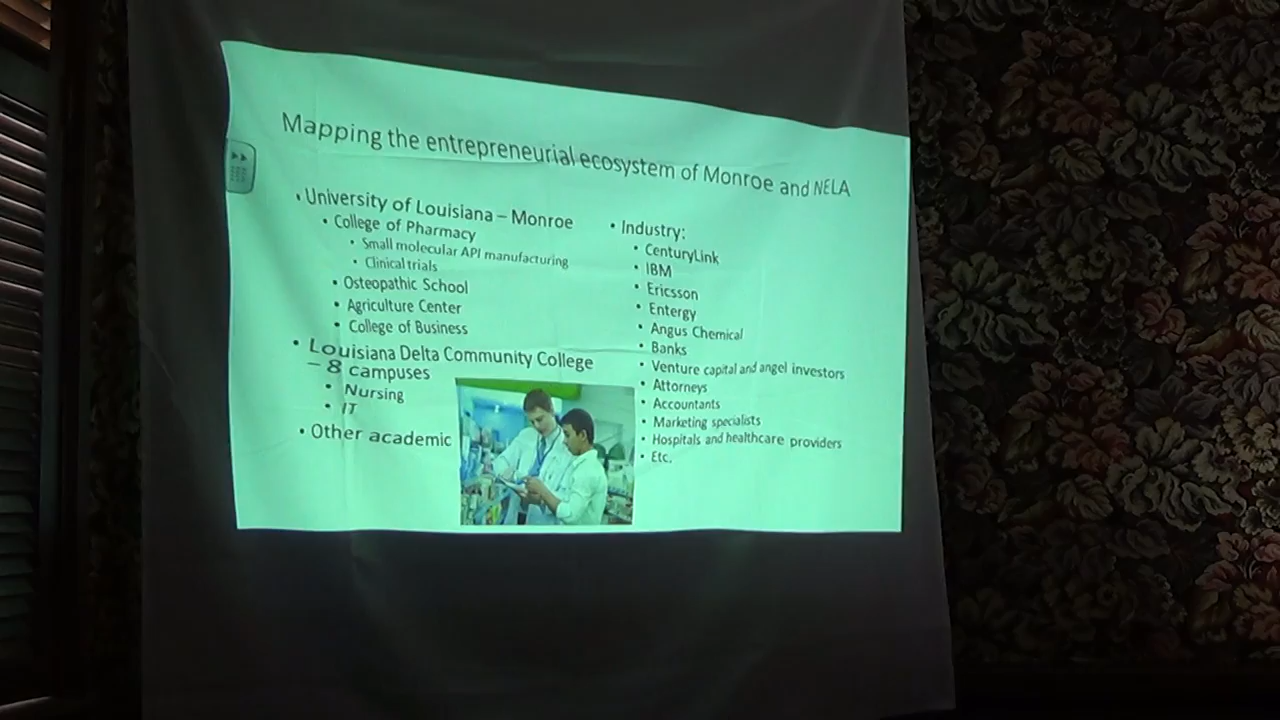 Mapping the entrepreneurial ecosystem of Monroe and NELA
• University of Louisiana – Monroe
• College of Pharmacy
• Small molecular API manufacturing
• Clinical trials
• Osteopathic School
• Agriculture Center
• College of Business
• Louisiana Delta Community College
– 8 campuses
• Nursing
• IT
• Other academic
• Industry:
• CenturyLink
• IBM
• Ericsson
• Entergy
• Angus Chemical
• Banks
• Venture capital and angel investors
• Attorneys
• Accountants
• Marketing specialists
• Hospitals and healthcare providers
• Etc.